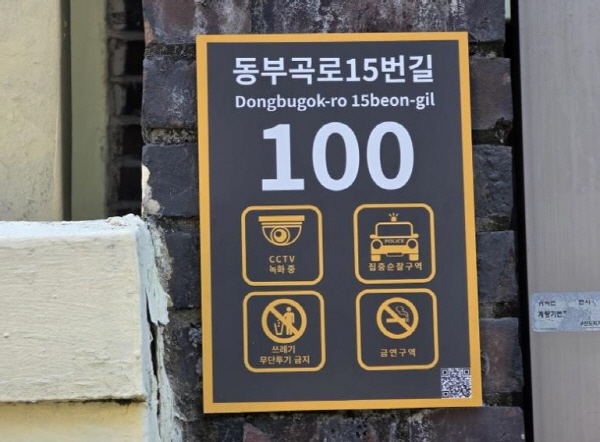 동부곡로15번길
Dongbugok-ro 15beon-gil
100
CCTV
녹화 중
POLICE
집중순찰구역
쓰레기
무단투기 금지
금연구역